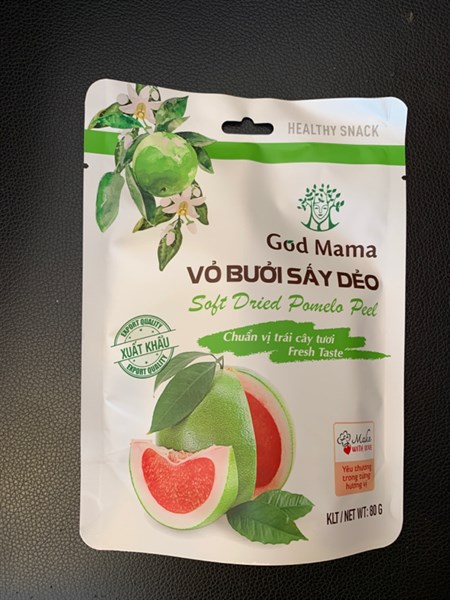 HEALTHY SNACK
God Mama
VỎ BƯỞI SẤY DẺO
Soft Dried Pomelo Peel
Chuẩn vị trái cây tươi
Fresh Taste
EXPORT QUALITY
XUẤT KHẨU
EXPORT QUALITY
Make
WITH LOVE
Yêu thương
trong từng
hương vị
KLT / NET WT: 80 G